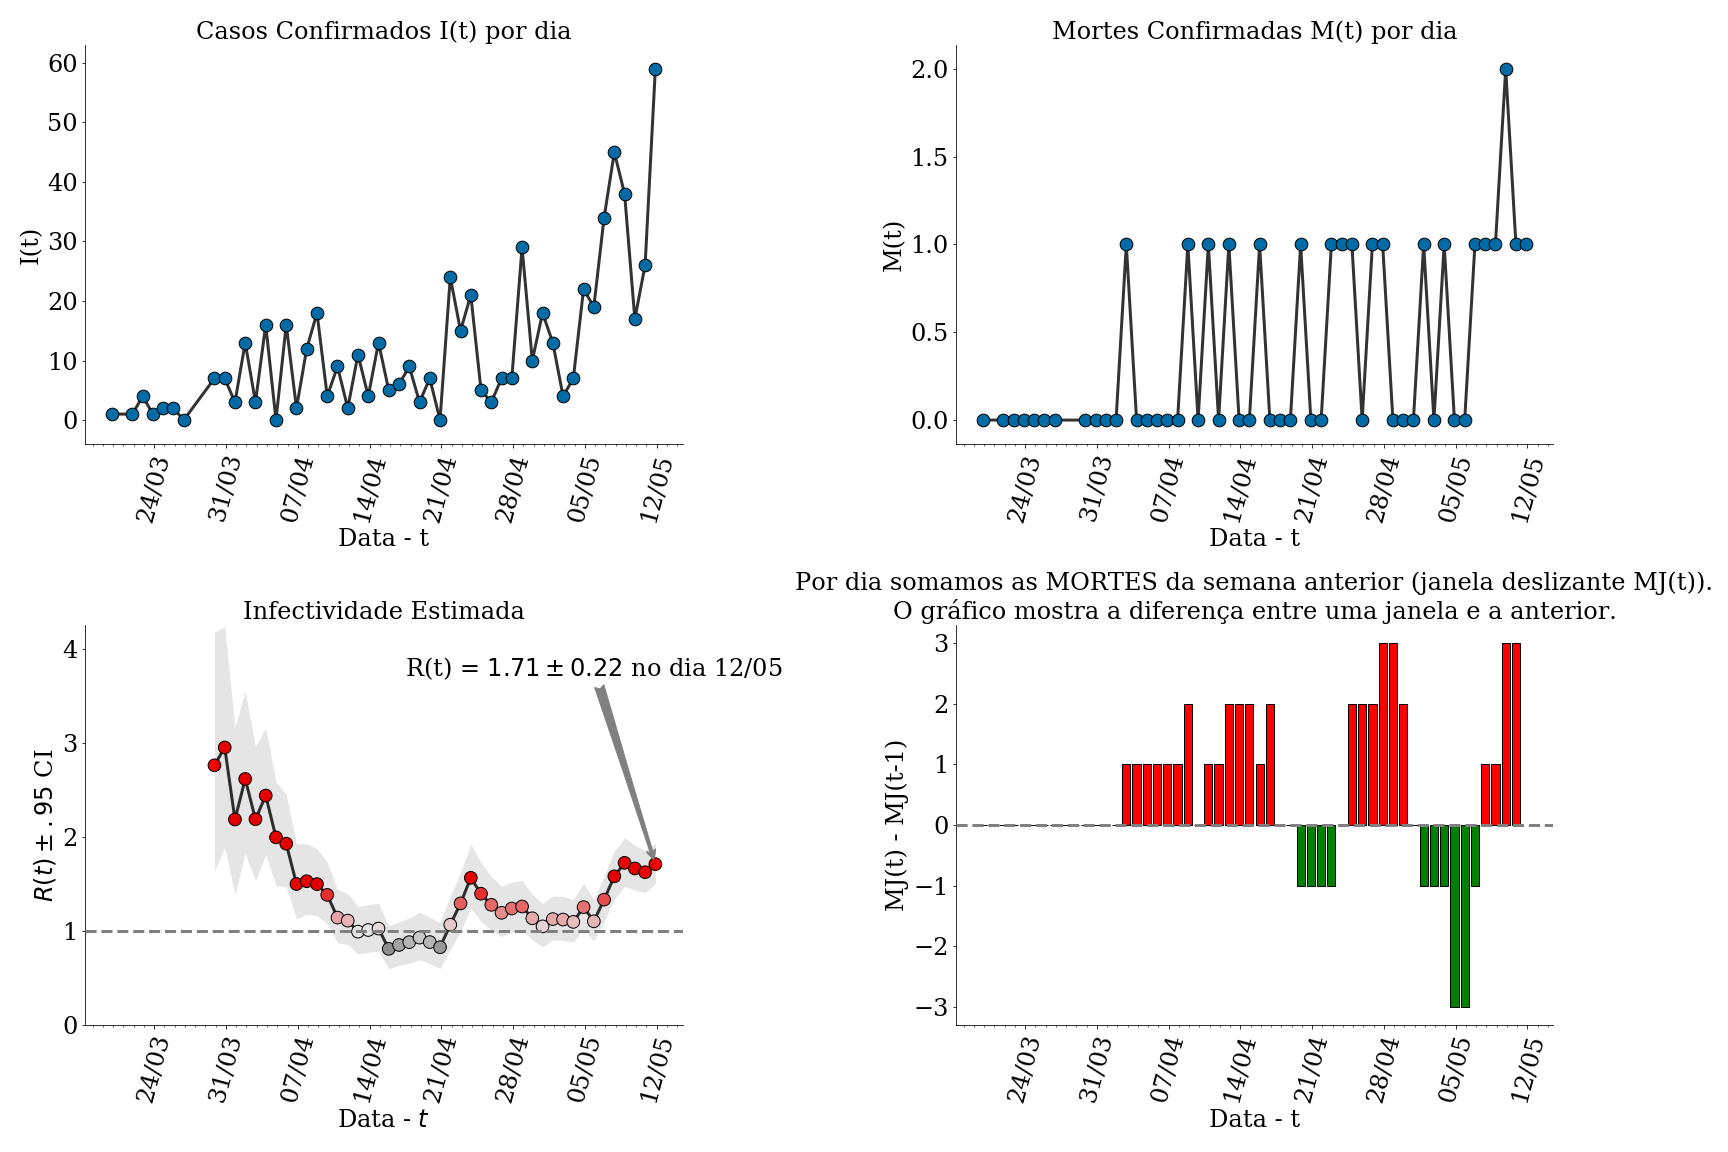 Casos Confirmados I(t) por dia
I(t)
60
50
40
30
20
10
0
24/03 31/03 07/04 14/04 21/04 28/04 05/05 12/05
Data - t
Mortes Confirmadas M(t) por dia
M(t)
2.0
1.5
1.0
0.5
0.0
24/03 31/03 07/04 14/04 21/04 28/04 05/05 12/05
Data - t
Infectividade Estimada
R(t) ± .95 CI
4
3
2
1
0
R(t) = 1.71 ± 0.22 no dia 12/05
24/03 31/03 07/04 14/04 21/04 28/04 05/05 12/05
Data - t
Por dia somamos as MORTES da semana anterior (janela deslizante MJ(t)).
O gráfico mostra a diferença entre uma janela e a anterior.
MJ(t) - MJ(t-1)
3
2
1
0
−1
−2
−3
24/03 31/03 07/04 14/04 21/04 28/04 05/05 12/05
Data - t